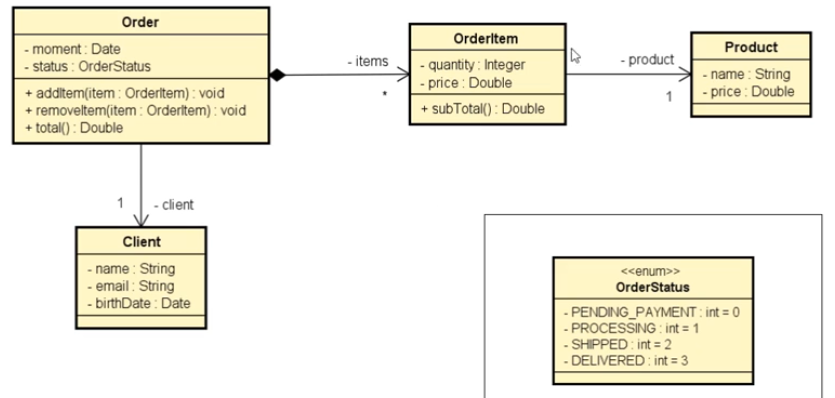 Order
- moment : Date
- status : OrderStatus
+ addItem(item : OrderItem) : void
+ removeItem(item : OrderItem) : void
+ total() : Double
- items
*
OrderItem
- quantity : Integer
- price : Double
+ subTotal() : Double
- product
1
Product
- name : String
- price : Double
1
- client
Client
- name : String
- email : String
- birthDate : Date
<<enum>>
OrderStatus
- PENDING_PAYMENT : int = 0
- PROCESSING : int = 1
- SHIPPED : int = 2
- DELIVERED : int = 3